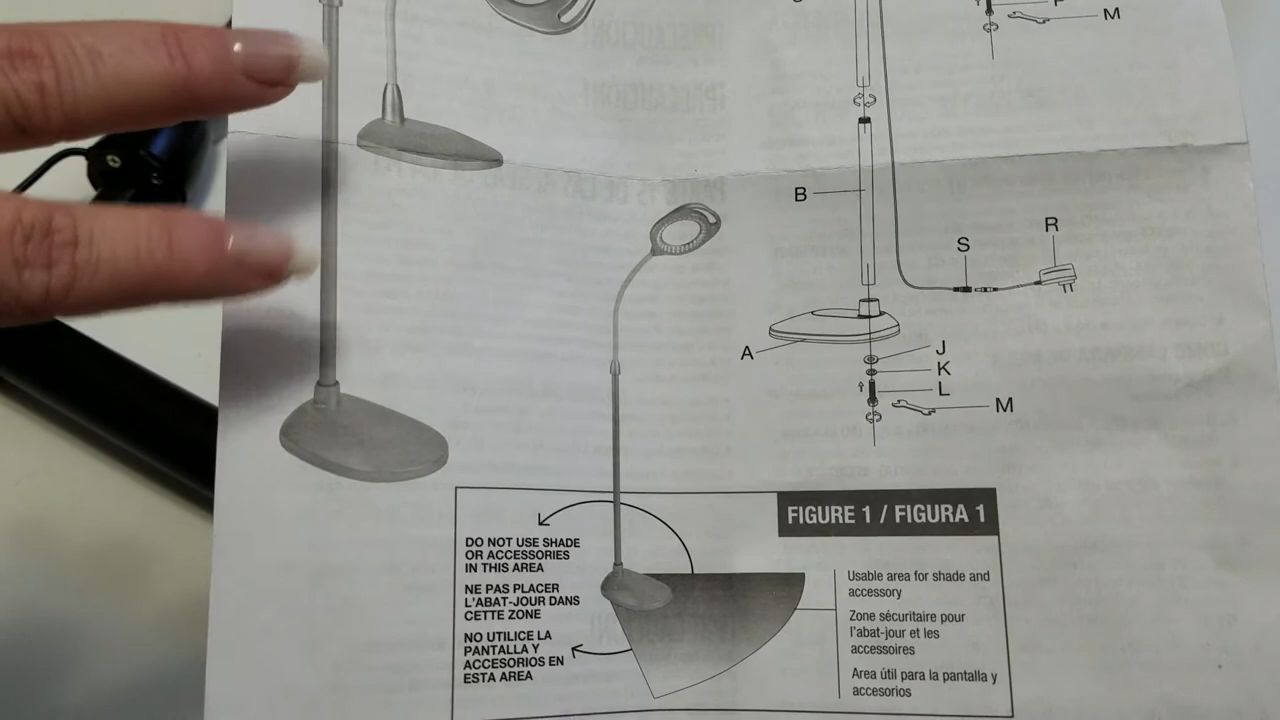 M
B
S
R
A
J
K
L
M
FIGURE 1 / FIGURA 1
DO NOT USE SHADE
OR ACCESSORIES
IN THIS AREA
NE PAS PLACER
L'ABAT-JOUR DANS
CETTE ZONE
NO UTILICE LA
PANTALLA Y
ACCESORIOS EN
ESTA AREA
Usable area for shade and
accessory
Zone sécuritaire pour
l'abat-jour et les
accessoires
Area útil para la pantalla y
accesorios